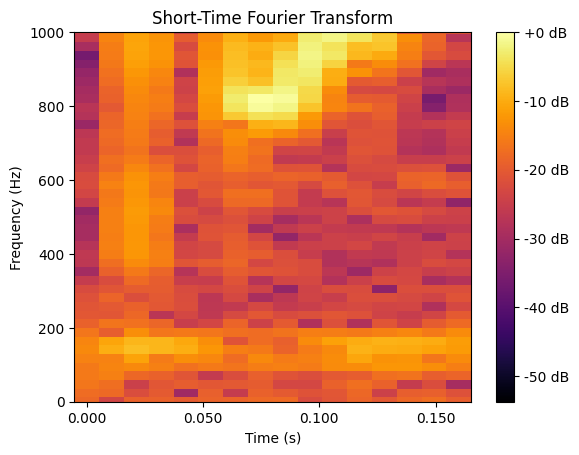 Short-Time Fourier Transform
1000
800
600
400
200
0
Frequency (Hz)
0.000
0.050
0.100
0.150
Time (s)
+0 dB
-10 dB
-20 dB
-30 dB
-40 dB
-50 dB